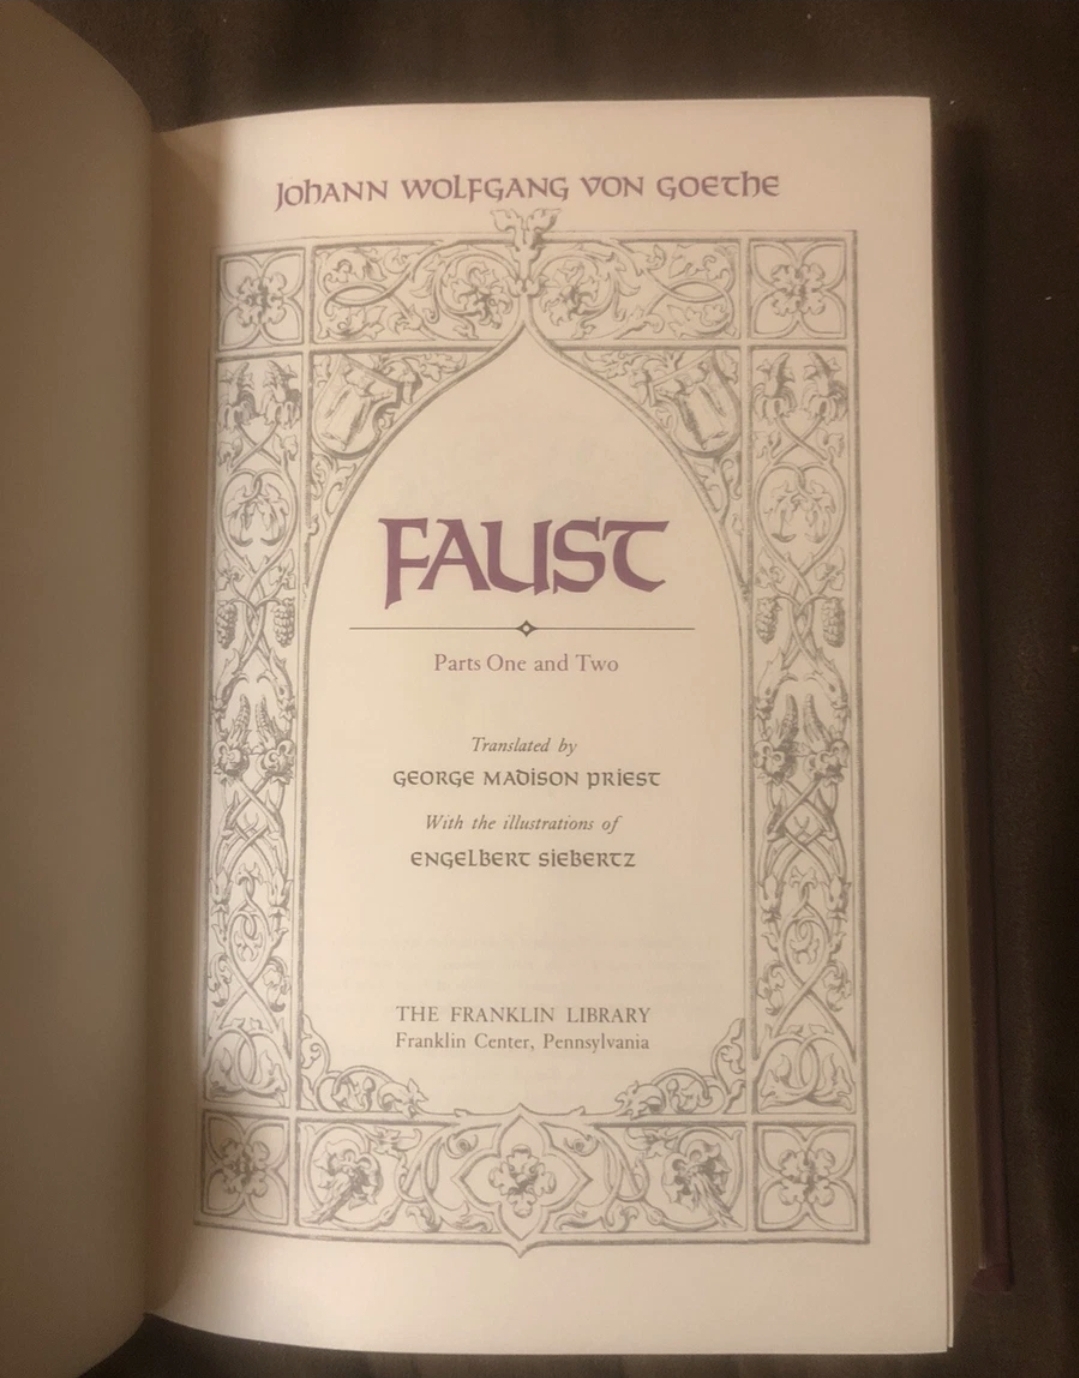 Johann Wolfgang von Goethe
FAUST
Parts One and Two
Translated by
George Madison Priest
With the illustrations of
Engelbert Siebertz
THE FRANKLIN LIBRARY
Franklin Center, Pennsylvania